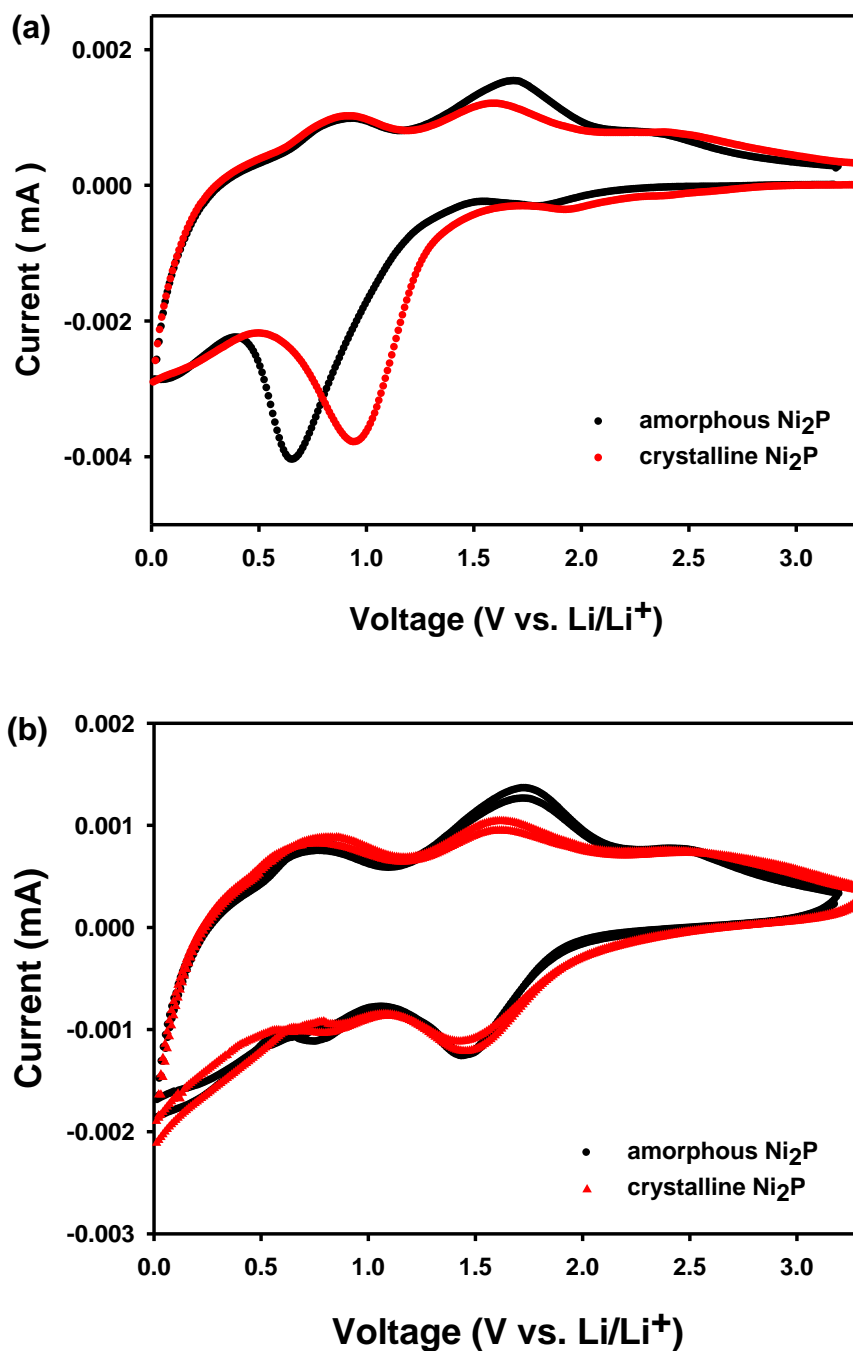 (a)
0.002
0.000
-0.002
-0.004
Current ( mA)
amorphous Ni2P
crystalline Ni2P
0.0 0.5 1.0 1.5 2.0 2.5 3.0
Voltage (V vs. Li/Li+)
(b)
0.002
0.001
0.000
-0.001
-0.002
-0.003
Current (mA)
amorphous Ni2P
crystalline Ni2P
0.0 0.5 1.0 1.5 2.0 2.5 3.0
Voltage (V vs. Li/Li+)